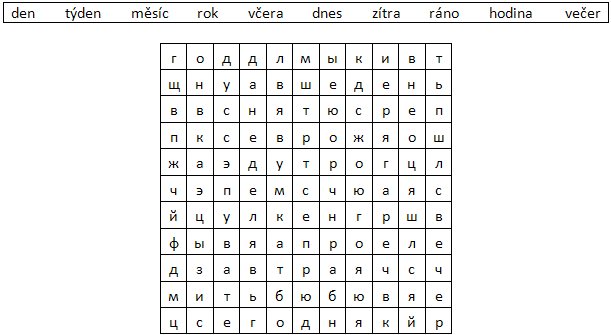 den týden měsíc rok včera dnes zítra ráno hodina večer
г о д д л м ы к и в т
щ н у а в ш е д е н ь
в в с н я т ю с р е п
п к с е в р о ж я о ш
ж а э д у т р о г ц л
ч э п е м с ч ю а я с
й ц у л к е н г р ш в
ф ы в я а п р о е л е
д з а в т р а я ч с ч
м и т ь б ю б ю в я е
ц с е г о д н я к й р